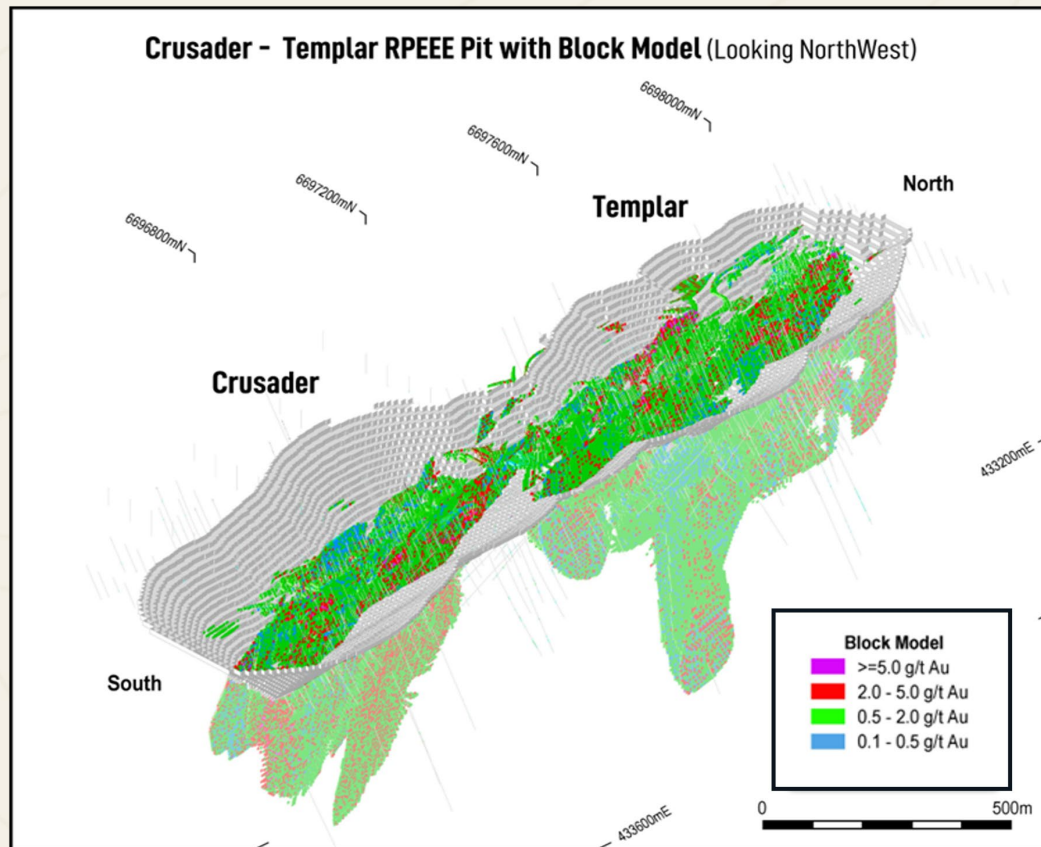 Crusader - Templar RPEEE Pit with Block Model (Looking NorthWest)
6698000mN
6697600mN
6697200mN
6696800mN
North
Templar
Crusader
433200mE
South
Block Model
>=5.0 g/t Au
2.0 - 5.0 g/t Au
0.5 - 2.0 g/t Au
0.1 - 0.5 g/t Au
0 500m
433600mE